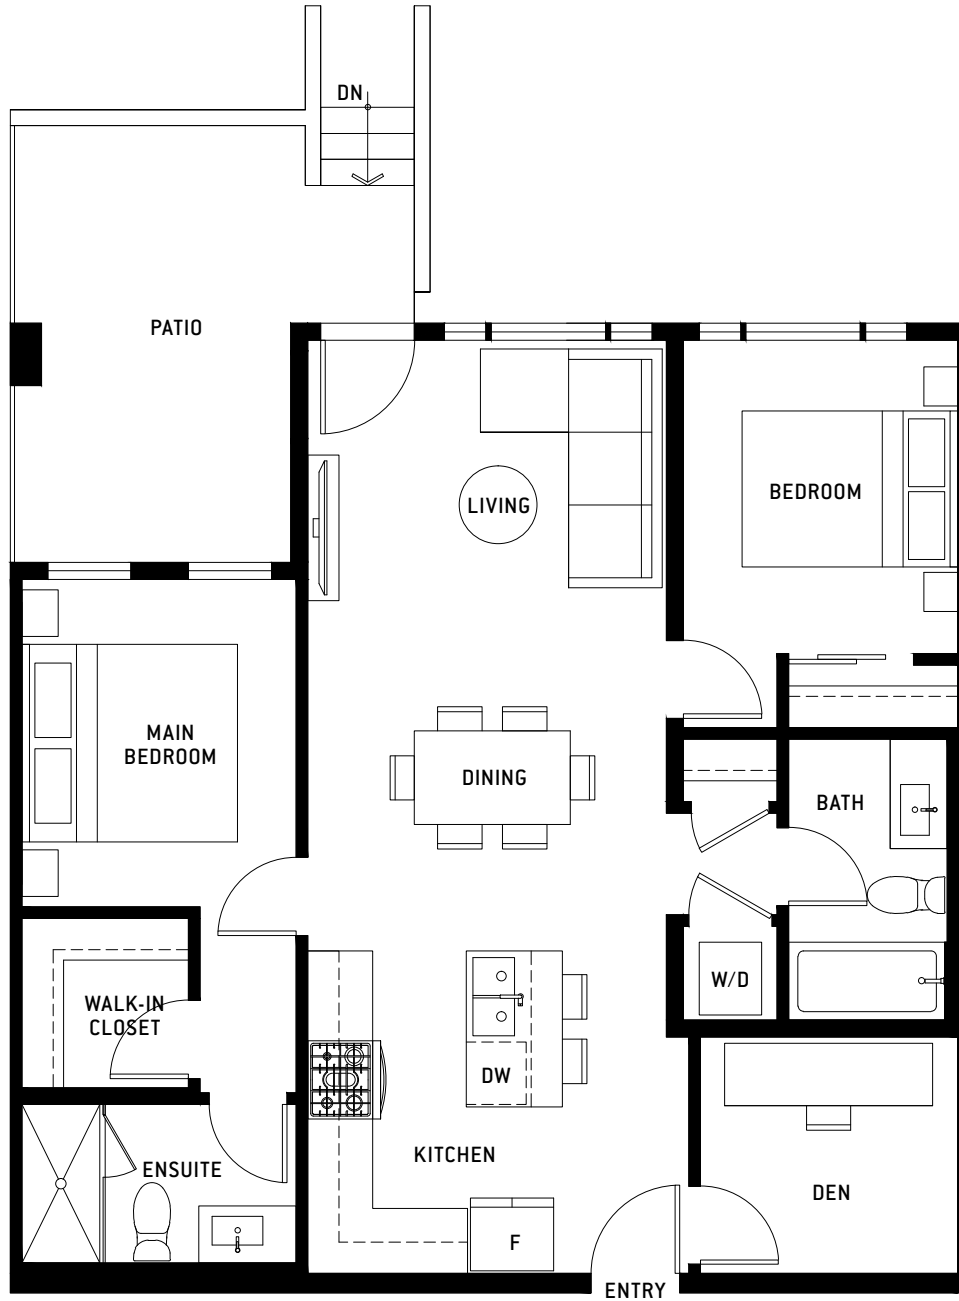 DN
PATIO
LIVING
BEDROOM
MAIN
BEDROOM
DINING
BATH
WALK-IN
CLOSET
W/D
DW
KITCHEN
ENSUITE
DEN
F
ENTRY